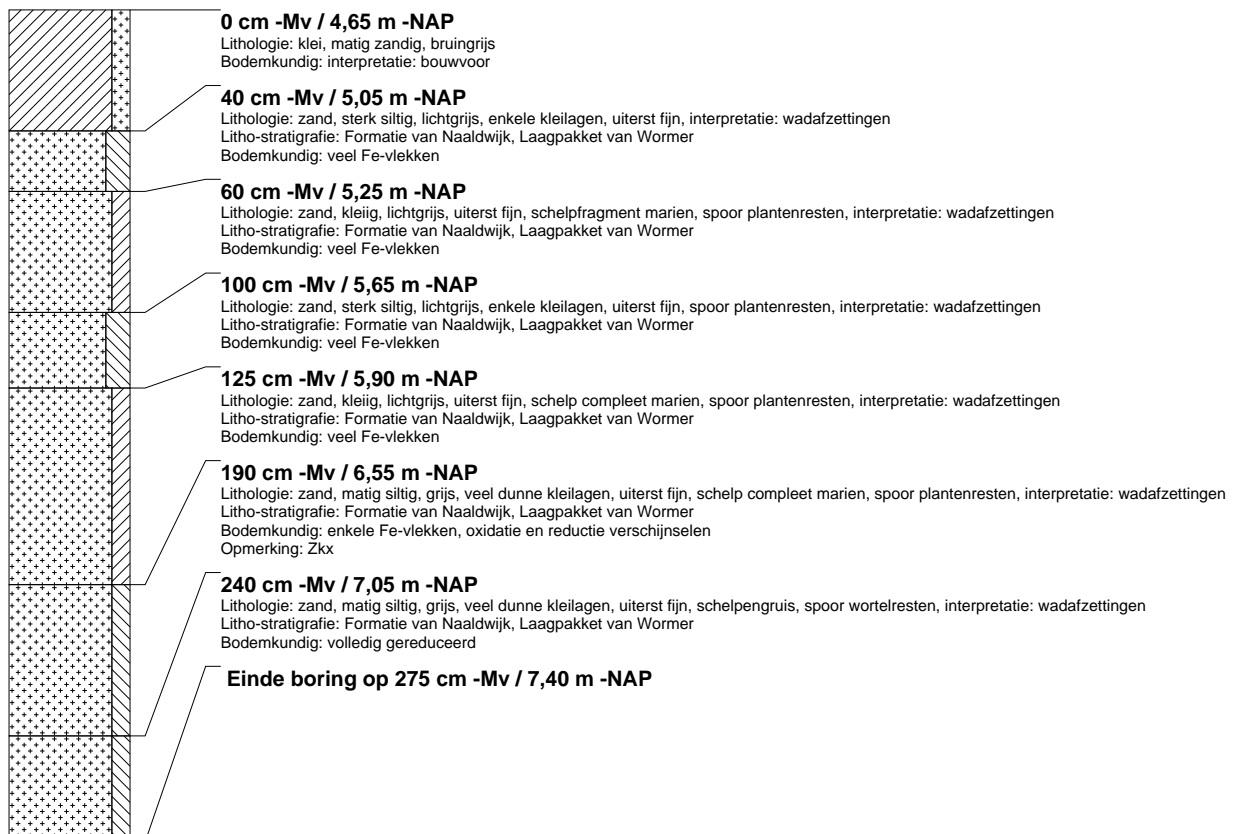 0 cm -Mv / 4,65 m -NAP
Lithologie: klei, matig zandig, bruingrijs
Bodemkundig: interpretatie: bouwvoor
40 cm -Mv / 5,05 m -NAP
Lithologie: zand, sterk siltig, lichtgrijs, enkele kleilagen, uiterst fijn, interpretatie: wadafzettingen
Litho-stratigrafie: Formatie van Naaldwijk, Laagpakket van Wormer
Bodemkundig: veel Fe-vlekken
60 cm -Mv / 5,25 m -NAP
Lithologie: zand, kleiig, lichtgrijs, uiterst fijn, schelpfragment marien, spoor plantenresten, interpretatie: wadafzettingen
Litho-stratigrafie: Formatie van Naaldwijk, Laagpakket van Wormer
Bodemkundig: veel Fe-vlekken
100 cm -Mv / 5,65 m -NAP
Lithologie: zand, sterk siltig, lichtgrijs, enkele kleilagen, uiterst fijn, spoor plantenresten, interpretatie: wadafzettingen
Litho-stratigrafie: Formatie van Naaldwijk, Laagpakket van Wormer
Bodemkundig: veel Fe-vlekken
125 cm -Mv / 5,90 m -NAP
Lithologie: zand, kleiig, lichtgrijs, uiterst fijn, schelp compleet marien, spoor plantenresten, interpretatie: wadafzettingen
Litho-stratigrafie: Formatie van Naaldwijk, Laagpakket van Wormer
Bodemkundig: veel Fe-vlekken
190 cm -Mv / 6,55 m -NAP
Lithologie: zand, matig siltig, grijs, veel dunne kleilagen, uiterst fijn, schelp compleet marien, spoor plantenresten, interpretatie: wadafzettingen
Litho-stratigrafie: Formatie van Naaldwijk, Laagpakket van Wormer
Bodemkundig: enkele Fe-vlekken, oxidatie en reductie verschijnselen
Opmerking: Zkx
240 cm -Mv / 7,05 m -NAP
Lithologie: zand, matig siltig, grijs, veel dunne kleilagen, uiterst fijn, schelpengruis, spoor wortelresten, interpretatie: wadafzettingen
Litho-stratigrafie: Formatie van Naaldwijk, Laagpakket van Wormer
Bodemkundig: volledig gereduceerd
Einde boring op 275 cm -Mv / 7,40 m -NAP